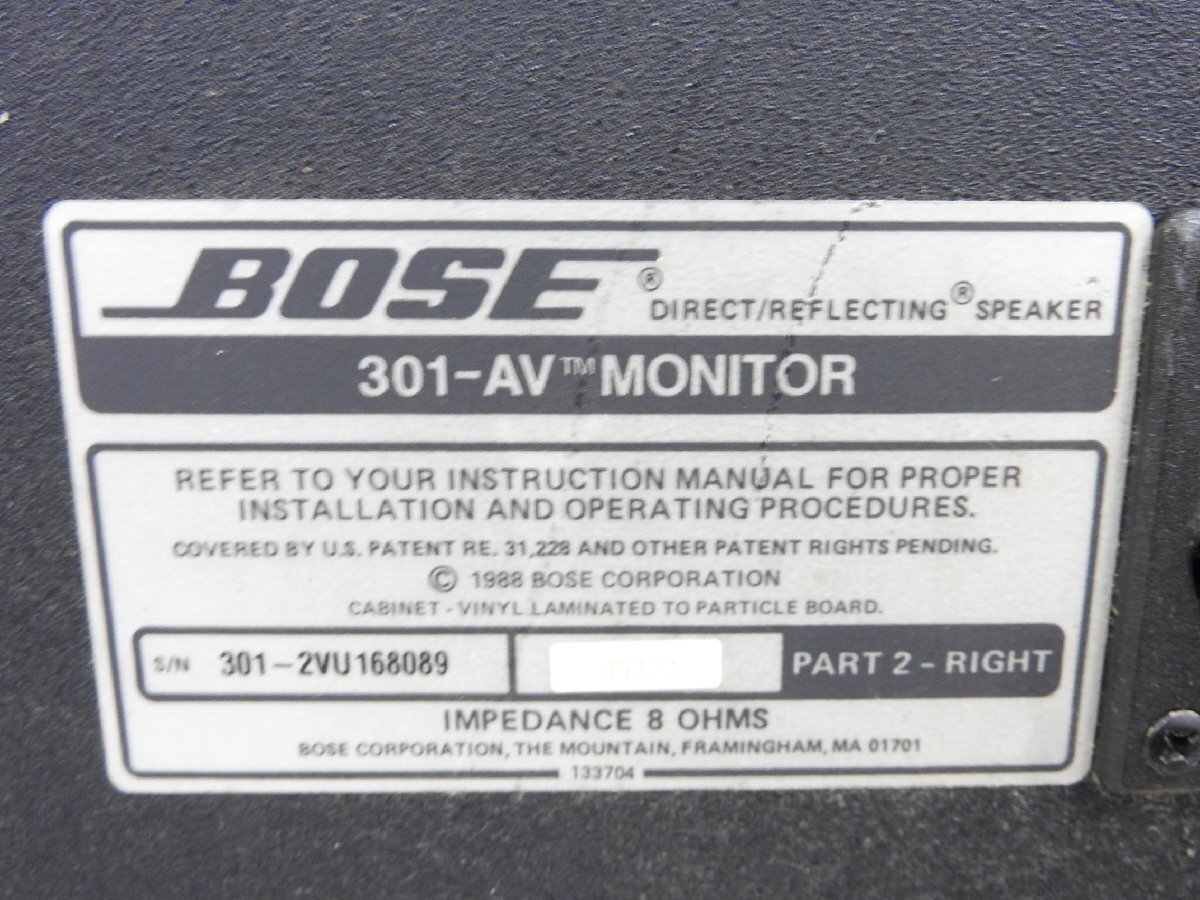 BOSE®
DIRECT/REFLECTING® SPEAKER
301-AV™ MONITOR
REFER TO YOUR INSTRUCTION MANUAL FOR PROPER
INSTALLATION AND OPERATING PROCEDURES.
COVERED BY U.S. PATENT RE. 31,228 AND OTHER PATENT RIGHTS PENDING.
© 1988 BOSE CORPORATION
CABINET - VINYL LAMINATED TO PARTICLE BOARD.
S/N 301-2VU168089 PART 2 - RIGHT
IMPEDANCE 8 OHMS
BOSE CORPORATION, THE MOUNTAIN, FRAMINGHAM, MA 01701
133704